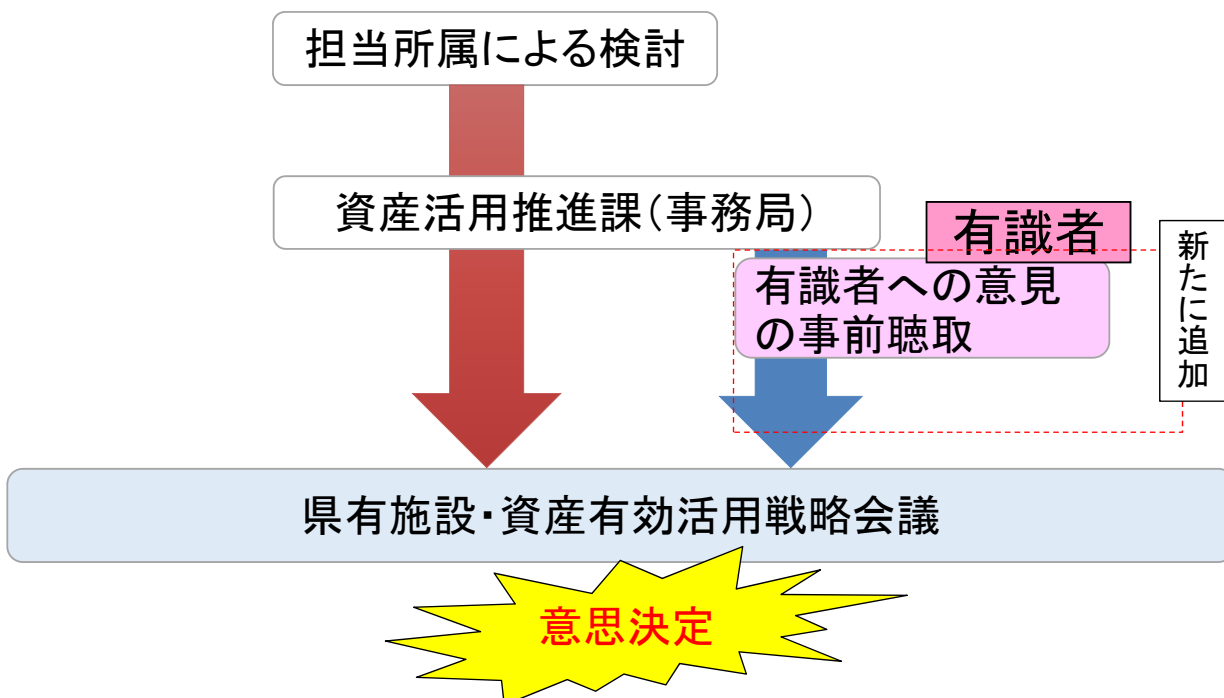 担当所属による検討
資産活用推進課（事務局）
有識者
有識者への意見
の事前聴取
新たに追加
県有施設・資産有効活用戦略会議
意思決定